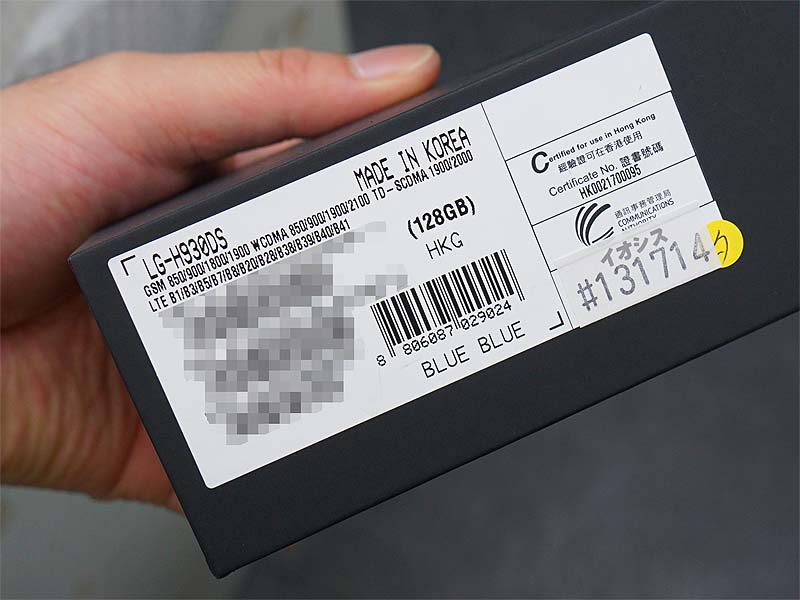 MADE IN KOREA
LG-H930DS
GSM 850/900/1800/1900 WCDMA 850/900/1900/2100 TD-SCDMA 1900/2000
LTE B1/B3/B5/B7/B8/B20/B28/B38/B39/B40/B41
(128GB)
HKG
8 806087 029024
BLUE BLUE
Certified for use in Hong Kong
經驗證可在香港使用
Certificate No. 證書號碼
HK0021700095
通訊事務管理局
COMMUNICATIONS
AUTHORITY
イオシス
#131714